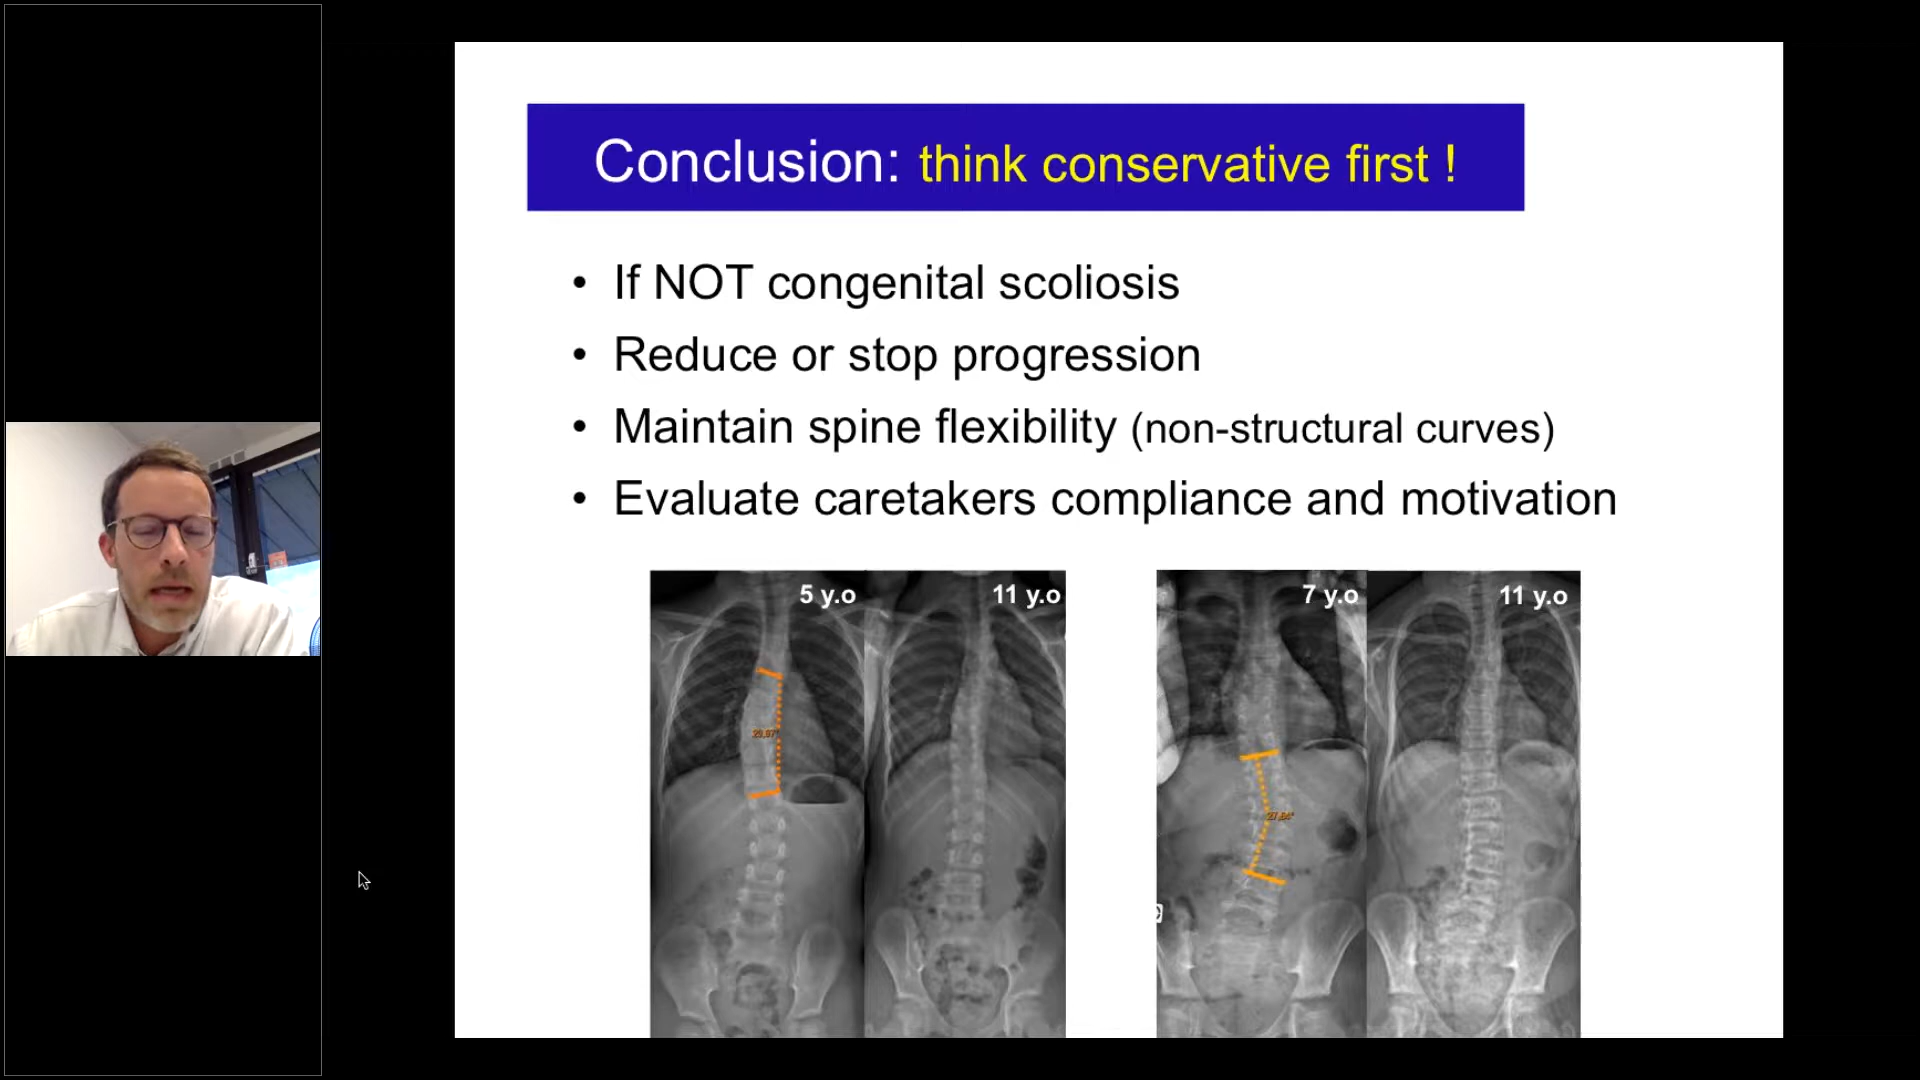 Conclusion: think conservative first !
• If NOT congenital scoliosis
• Reduce or stop progression
• Maintain spine flexibility (non-structural curves)
• Evaluate caretakers compliance and motivation
5 y.o
11 y.o
7 y.o
11 y.o